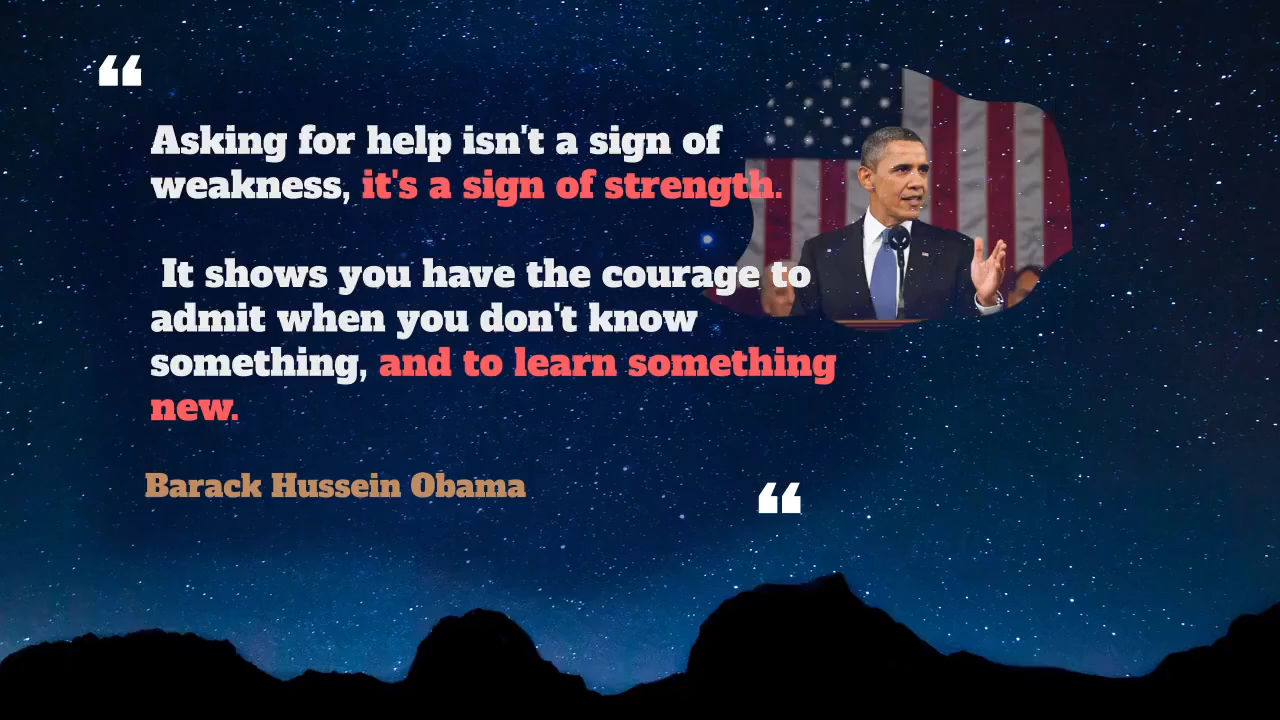 “
Asking for help isn't a sign of
weakness, it's a sign of strength.
It shows you have the courage to
admit when you don't know
something, and to learn something
new.
Barack Hussein Obama
“